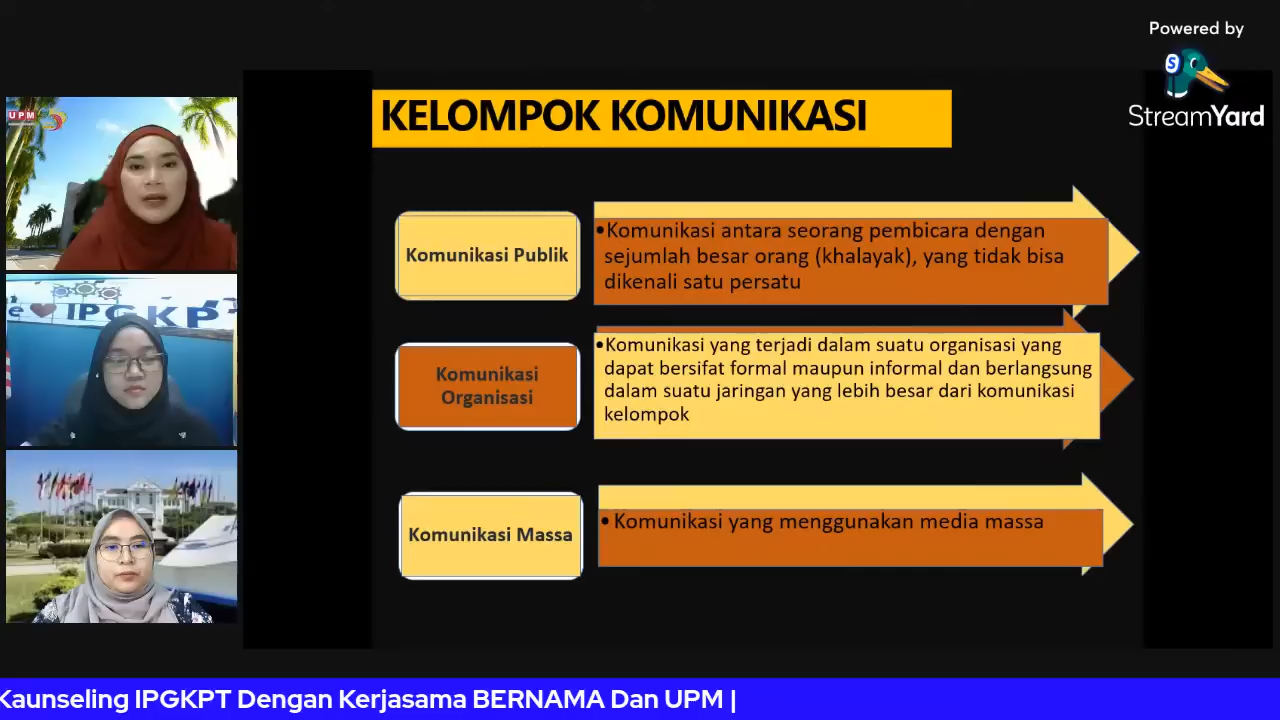 Powered by
StreamYard
KELOMPOK KOMUNIKASI
UPM
Komunikasi Publik
•Komunikasi antara seorang pembicara dengan
sejumlah besar orang (khalayak), yang tidak bisa
dikenali satu persatu
IPGKP
Komunikasi
Organisasi
•Komunikasi yang terjadi dalam suatu organisasi yang
dapat bersifat formal maupun informal dan berlangsung
dalam suatu jaringan yang lebih besar dari komunikasi
kelompok
Komunikasi Massa
• Komunikasi yang menggunakan media massa
Kaunseling IPGKPT Dengan Kerjasama BERNAMA Dan UPM |